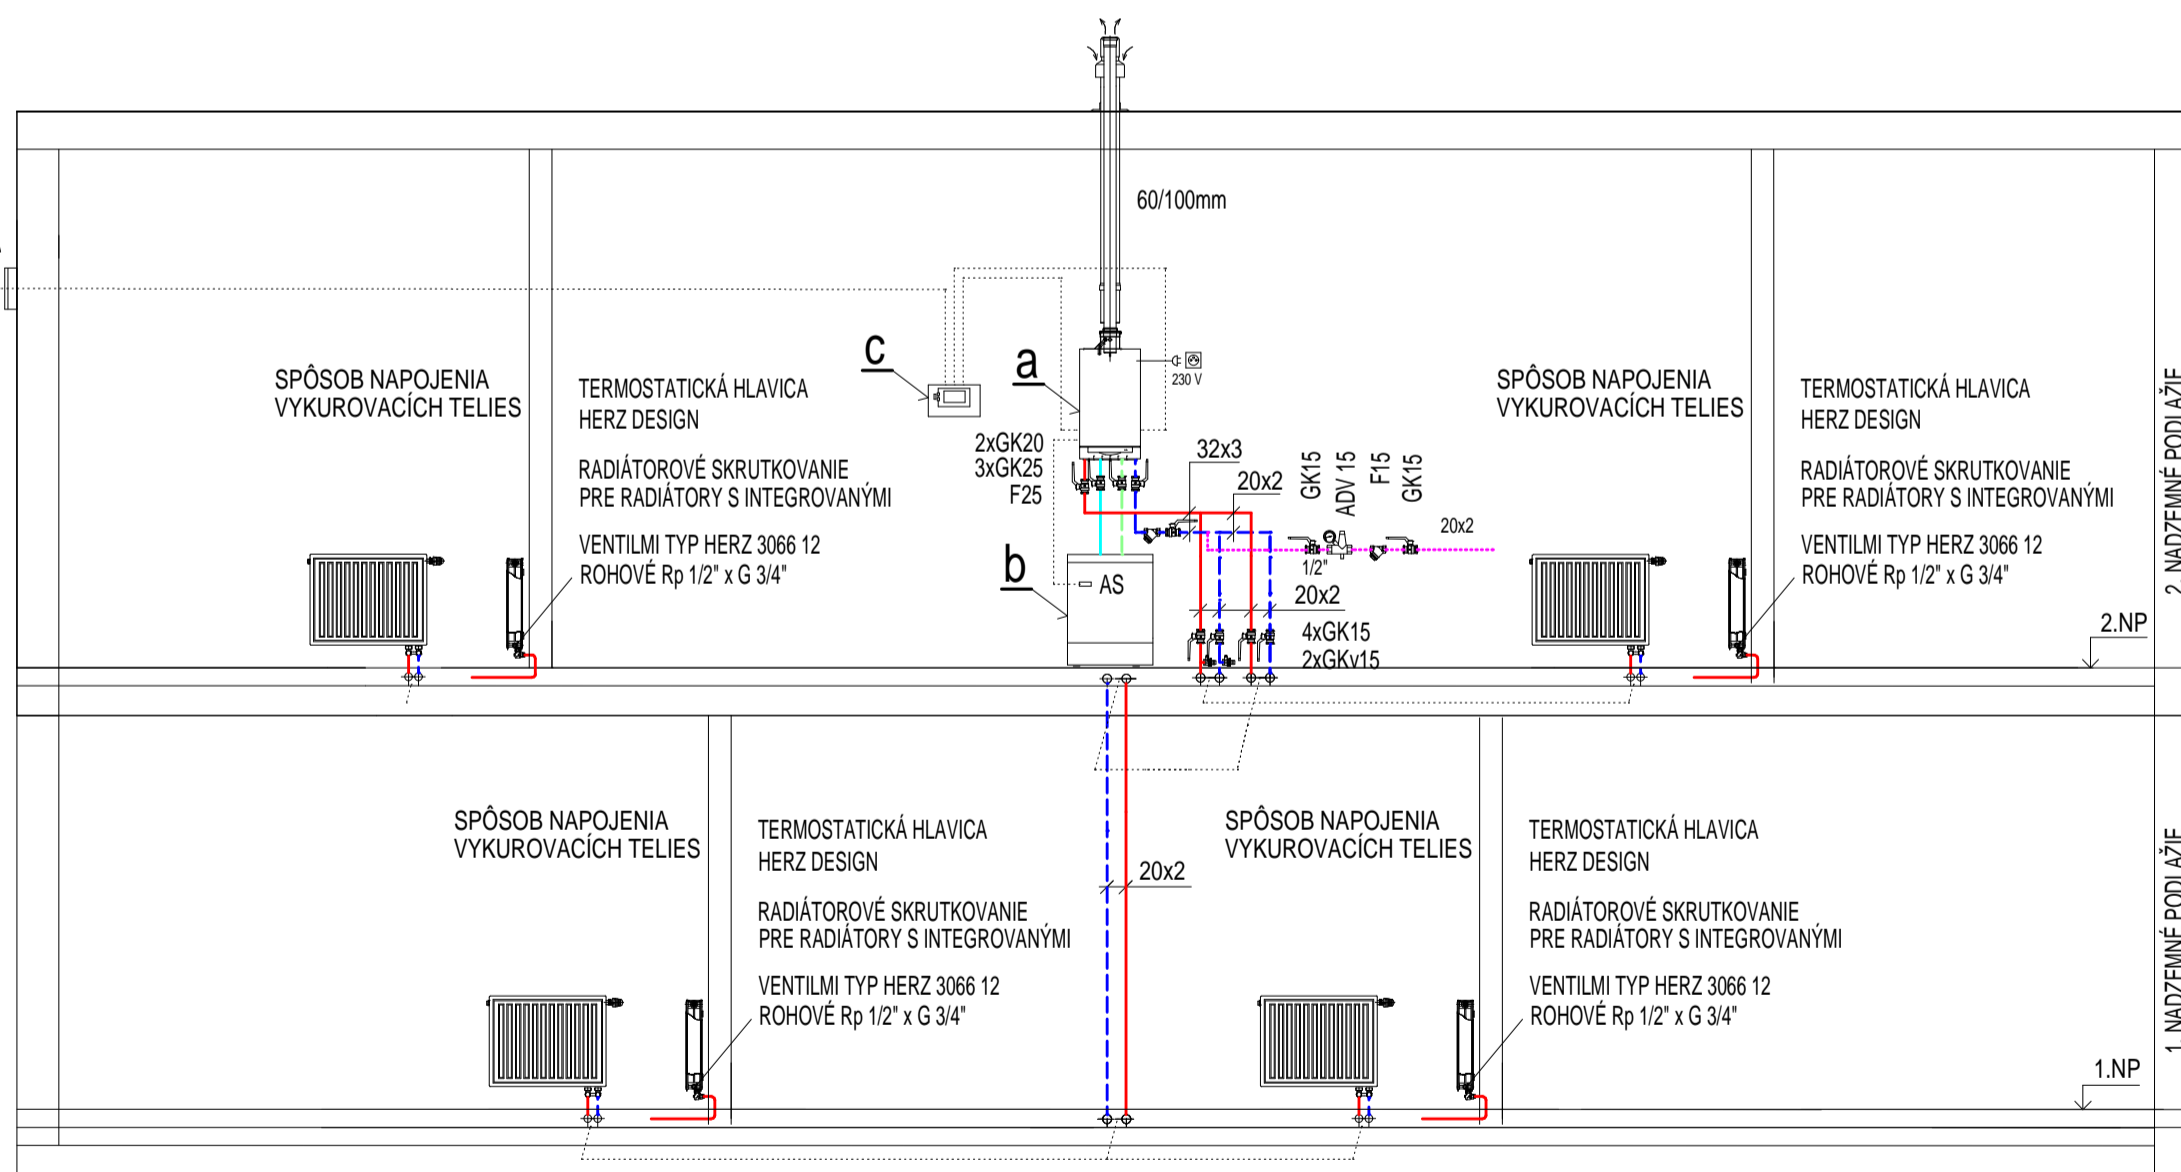 60/100mm
c
a
230 V
SPÔSOB NAPOJENIA
VYKUROVACÍCH TELIES
TERMOSTATICKÁ HLAVICA
HERZ DESIGN
RADIÁTOROVÉ SKRUTKOVANIE
PRE RADIÁTORY S INTEGROVANÝMI
VENTILMI TYP HERZ 3066 12
ROHOVÉ Rp 1/2" x G 3/4"
2xGK20
3xGK25
F25
32x3
20x2
GK15
ADV 15
F15
GK15
20x2
1/2"
b
AS
20x2
4xGK15
2xGKv15
SPÔSOB NAPOJENIA
VYKUROVACÍCH TELIES
TERMOSTATICKÁ HLAVICA
HERZ DESIGN
RADIÁTOROVÉ SKRUTKOVANIE
PRE RADIÁTORY S INTEGROVANÝMI
VENTILMI TYP HERZ 3066 12
ROHOVÉ Rp 1/2" x G 3/4"
2. NADZEMNÉ PODLAŽIE
2.NP
SPÔSOB NAPOJENIA
VYKUROVACÍCH TELIES
TERMOSTATICKÁ HLAVICA
HERZ DESIGN
RADIÁTOROVÉ SKRUTKOVANIE
PRE RADIÁTORY S INTEGROVANÝMI
VENTILMI TYP HERZ 3066 12
ROHOVÉ Rp 1/2" x G 3/4"
20x2
SPÔSOB NAPOJENIA
VYKUROVACÍCH TELIES
TERMOSTATICKÁ HLAVICA
HERZ DESIGN
RADIÁTOROVÉ SKRUTKOVANIE
PRE RADIÁTORY S INTEGROVANÝMI
VENTILMI TYP HERZ 3066 12
ROHOVÉ Rp 1/2" x G 3/4"
1. NADZEMNÉ PODLAŽIE
1.NP